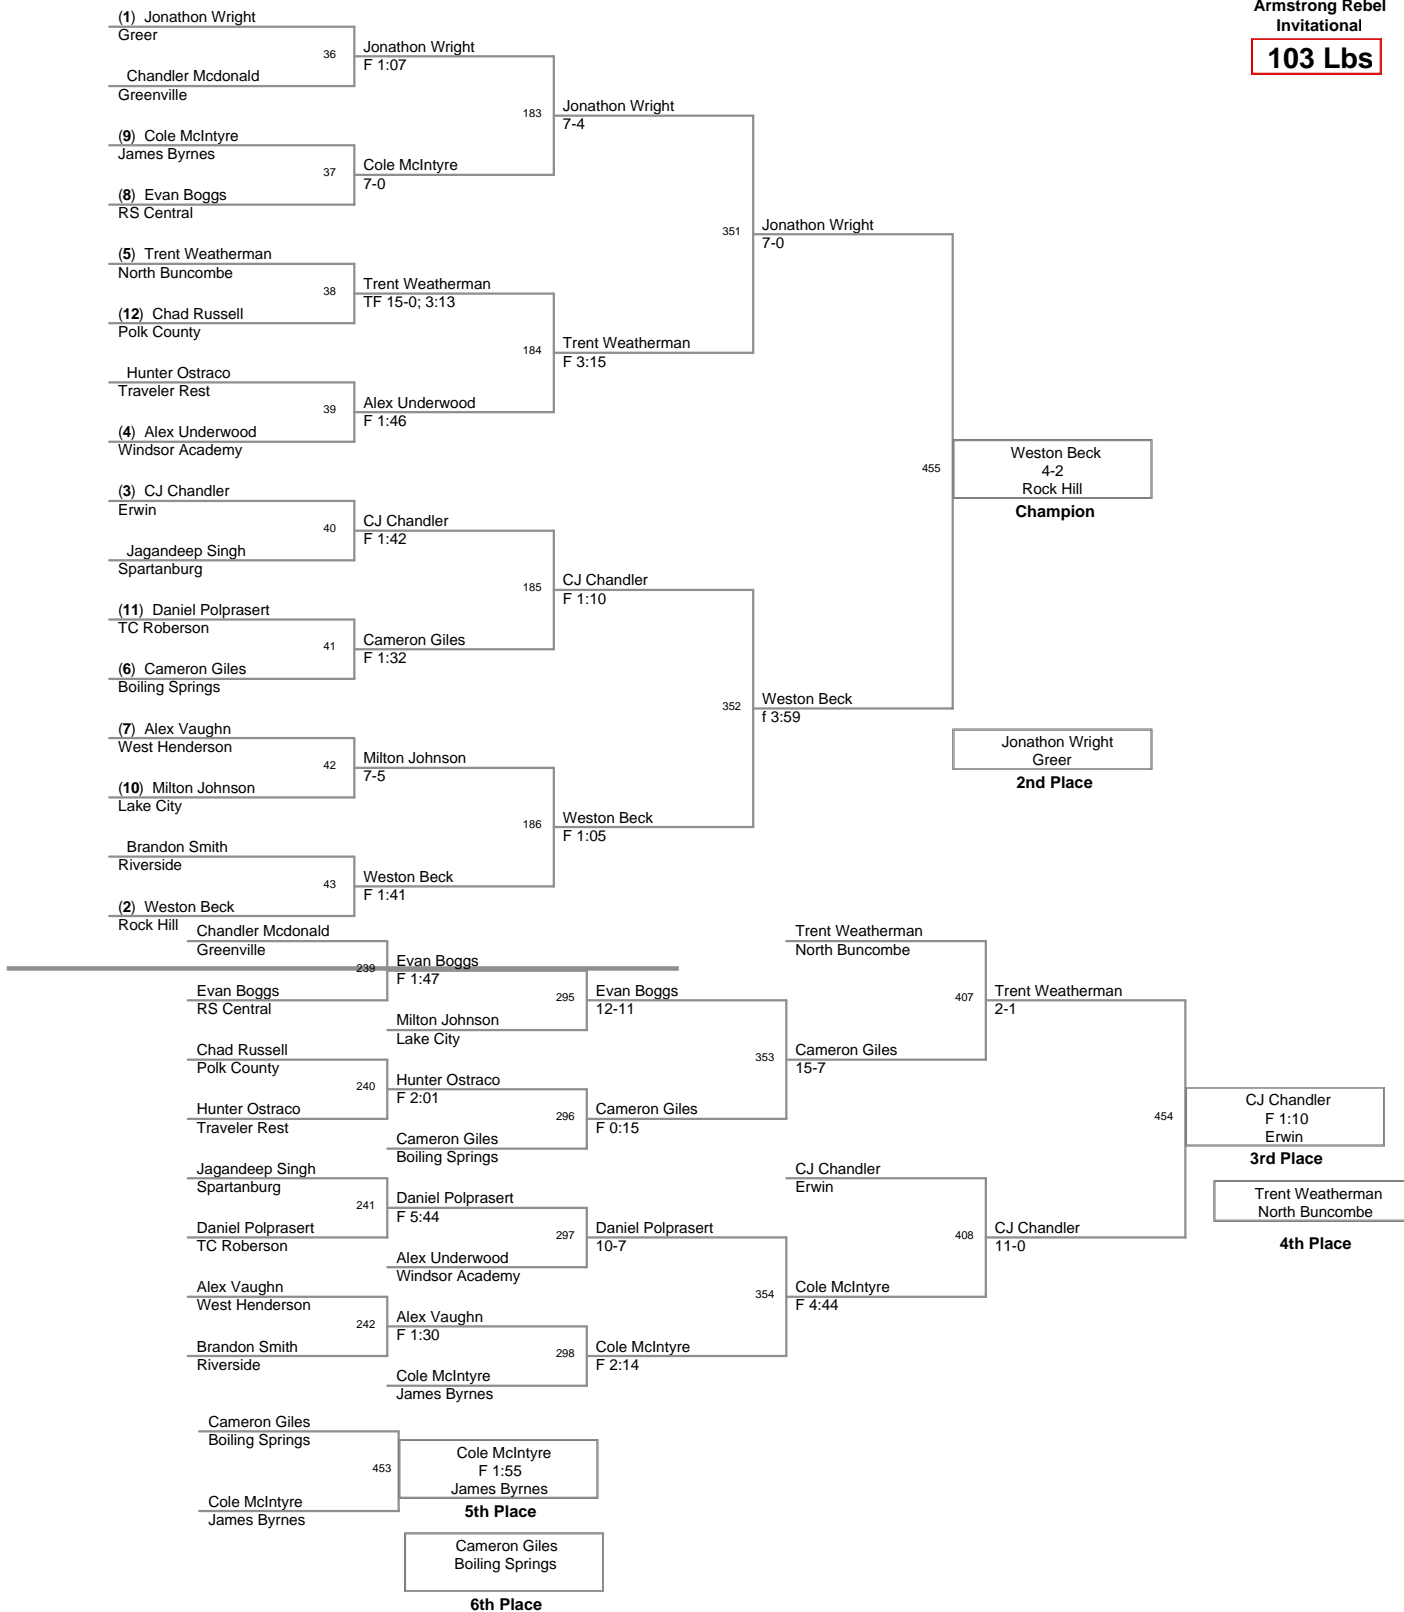 Armstrong Rebel
Invitational
103 Lbs
(1) Jonathon Wright
Greer
36
Chandler Mcdonald
Greenville
Jonathon Wright
F 1:07
(9) Cole McIntyre
James Byrnes
37
(8) Evan Boggs
RS Central
Cole McIntyre
7-0
183
Jonathon Wright
7-4
(5) Trent Weatherman
North Buncombe
38
(12) Chad Russell
Polk County
Trent Weatherman
TF 15-0; 3:13
Hunter Ostraco
Traveler Rest
39
(4) Alex Underwood
Windsor Academy
Alex Underwood
F 1:46
184
Trent Weatherman
F 3:15
351
Jonathon Wright
7-0
(3) CJ Chandler
Erwin
40
Jagandeep Singh
Spartanburg
CJ Chandler
F 1:42
(11) Daniel Polprasert
TC Roberson
41
(6) Cameron Giles
Boiling Springs
Cameron Giles
F 1:32
185
CJ Chandler
F 1:10
(7) Alex Vaughn
West Henderson
42
(10) Milton Johnson
Lake City
Milton Johnson
7-5
Brandon Smith
Riverside
43
(2) Weston Beck
Rock Hill
Weston Beck
F 1:41
186
Weston Beck
F 1:05
352
Weston Beck
f 3:59
455
Weston Beck
4-2
Rock Hill
Champion
Jonathon Wright
Greer
2nd Place
Chandler Mcdonald
Greenville
239
Evan Boggs
RS Central
Evan Boggs
F 1:47
295
Milton Johnson
Lake City
Evan Boggs
12-11
Chad Russell
Polk County
240
Hunter Ostraco
Traveler Rest
Hunter Ostraco
F 2:01
296
Cameron Giles
Boiling Springs
Cameron Giles
F 0:15
353
Cameron Giles
15-7
Trent Weatherman
North Buncombe
407
Trent Weatherman
2-1
Jagandeep Singh
Spartanburg
241
Daniel Polprasert
TC Roberson
Daniel Polprasert
F 5:44
297
Alex Underwood
Windsor Academy
Daniel Polprasert
10-7
Alex Vaughn
West Henderson
242
Brandon Smith
Riverside
Alex Vaughn
F 1:30
298
Cole McIntyre
James Byrnes
Cole McIntyre
F 2:14
354
Cole McIntyre
F 4:44
CJ Chandler
Erwin
408
CJ Chandler
11-0
454
CJ Chandler
F 1:10
Erwin
3rd Place
Trent Weatherman
North Buncombe
4th Place
Cameron Giles
Boiling Springs
453
Cole McIntyre
James Byrnes
Cole McIntyre
F 1:55
James Byrnes
5th Place
Cameron Giles
Boiling Springs
6th Place